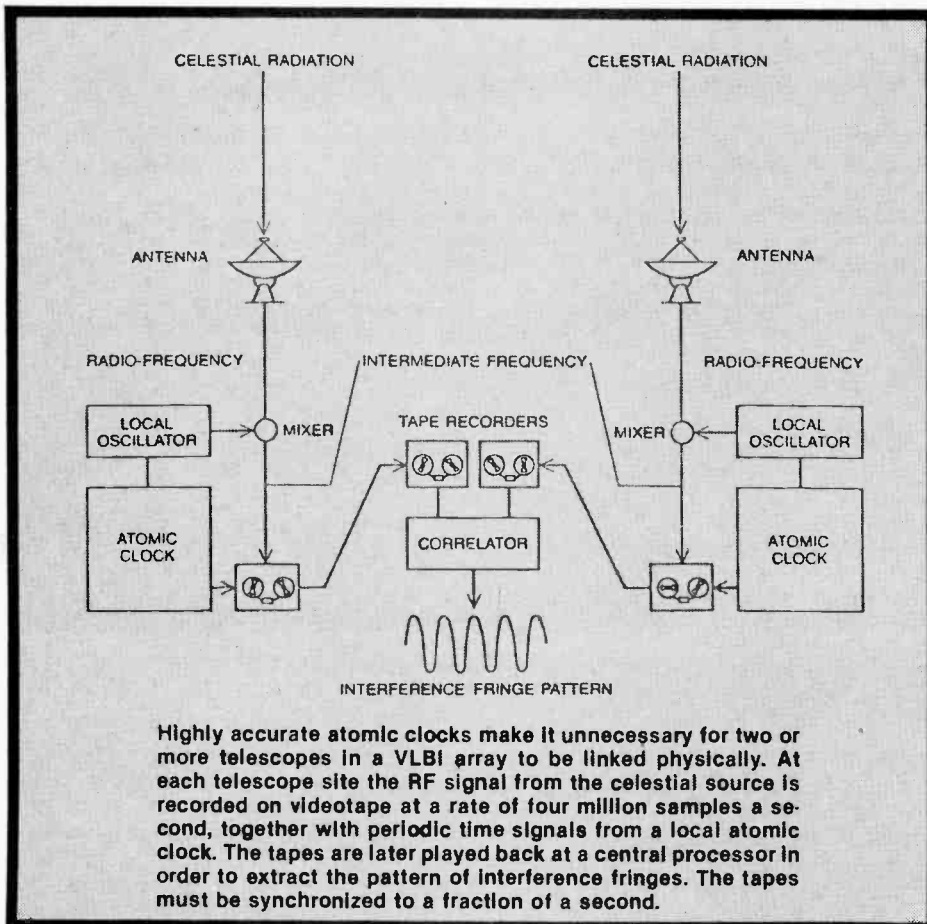 CELESTIAL RADIATION
CELESTIAL RADIATION
ANTENNA
ANTENNA
RADIO-FREQUENCY
INTERMEDIATE FREQUENCY
RADIO-FREQUENCY
LOCAL
OSCILLATOR
MIXER
TAPE RECORDERS
MIXER
LOCAL
OSCILLATOR
ATOMIC
CLOCK
CORRELATOR
ATOMIC
CLOCK
INTERFERENCE FRINGE PATTERN
Highly accurate atomic clocks make it unnecessary for two or
more telescopes in a VLBI array to be linked physically. At
each telescope site the RF signal from the celestial source is
recorded on videotape at a rate of four million samples a se-
cond, together with periodic time signals from a local atomic
clock. The tapes are later played back at a central processor in
order to extract the pattern of interference fringes. The tapes
must be synchronized to a fraction of a second.